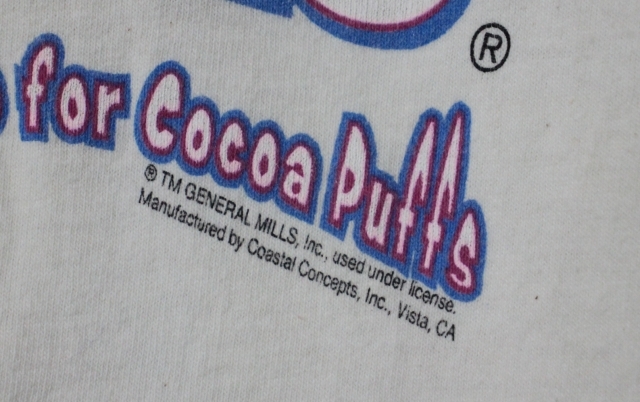 ®
for Cocoa Puffs
® TM GENERAL MILLS, Inc., used under license.
Manufactured by Coastal Concepts, Inc., Vista, CA